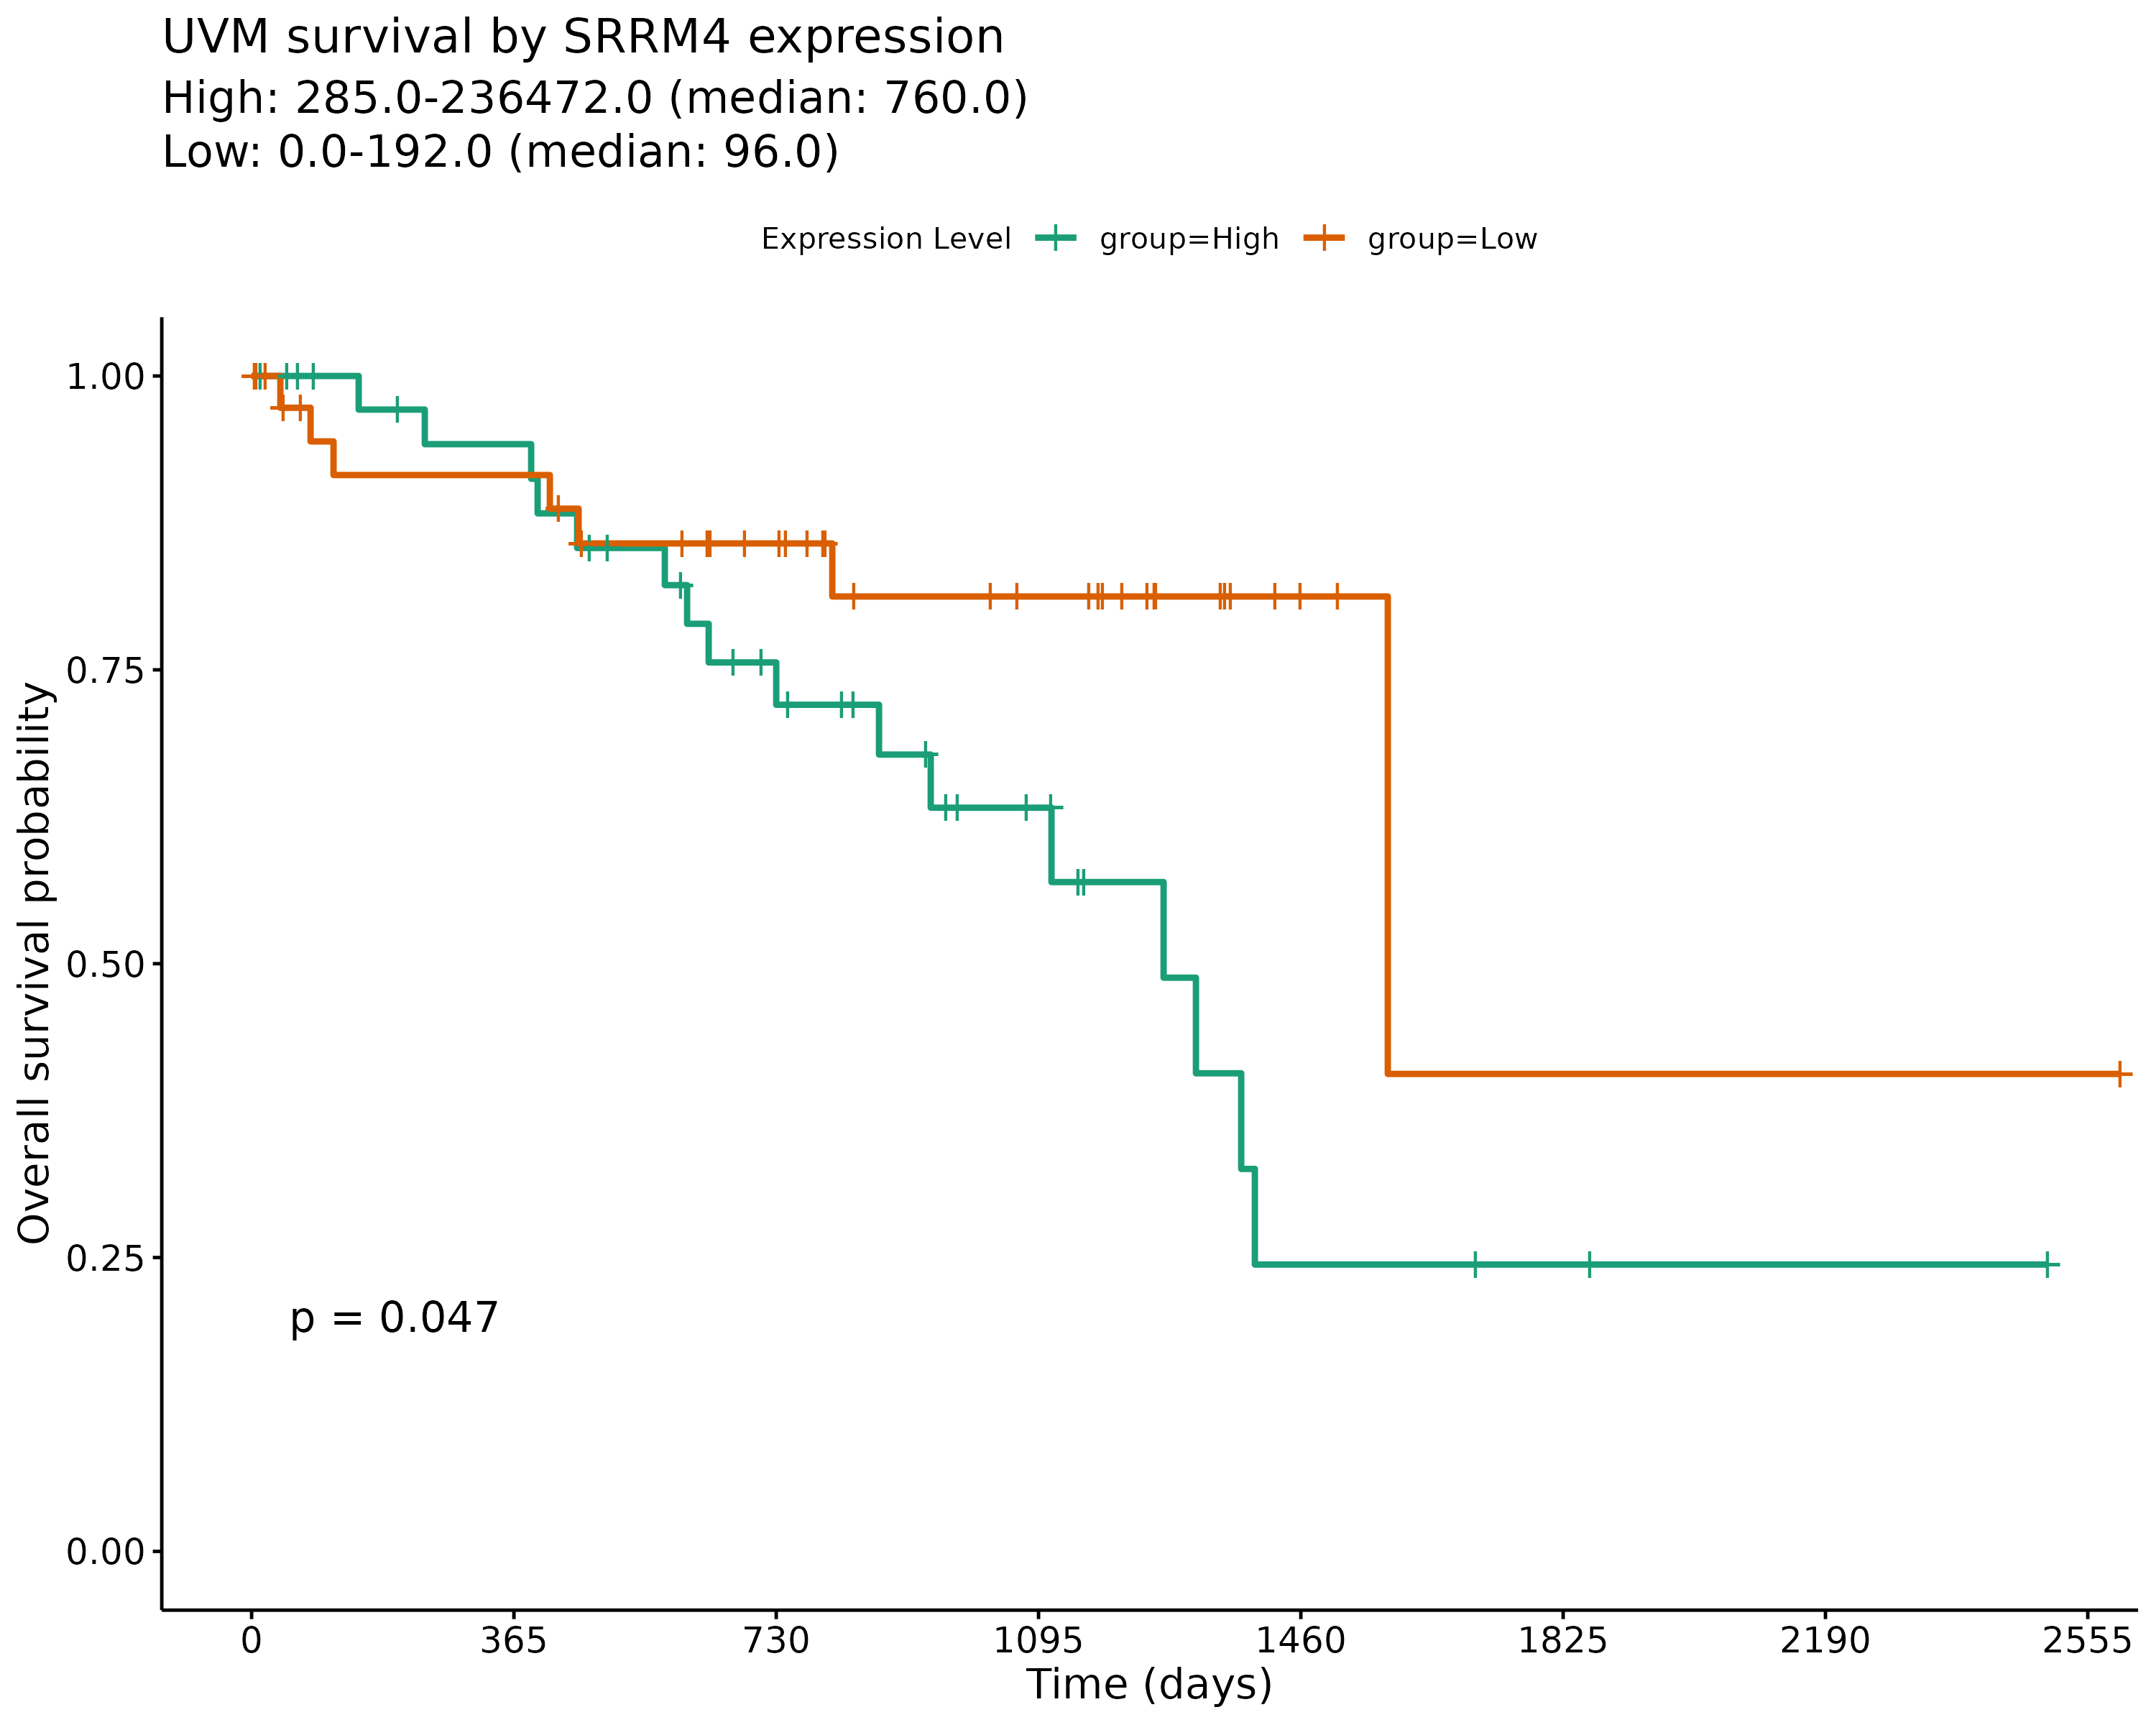 UVM survival by SRRM4 expression
High: 285.0-236472.0 (median: 760.0)
Low: 0.0-192.0 (median: 96.0)
Expression Level group=High group=Low
1.00
0.75
0.50
0.25
0.00
Overall survival probability
p = 0.047
0 365 730 1095 1460 1825 2190 2555
Time (days)